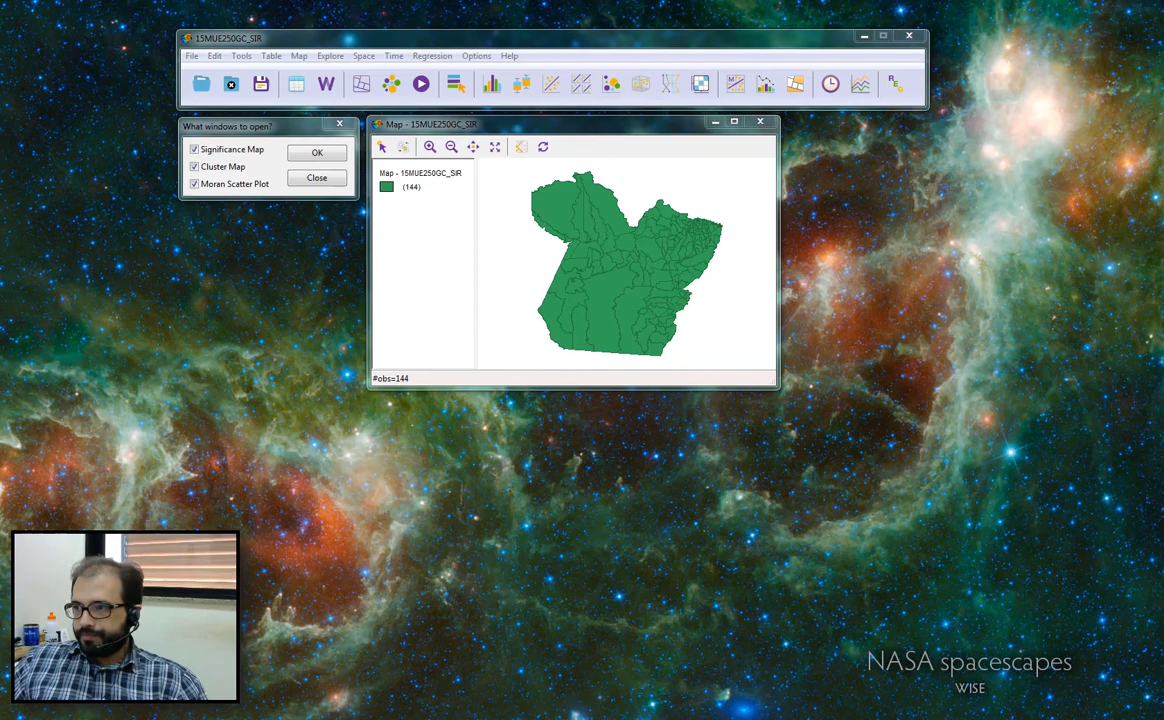 15MUE250GC_SIR
File Edit Tools Table Map Explore Space Time Regression Options Help
W
REG
What windows to open?
Significance Map
OK
Cluster Map
Close
Moran Scatter Plot
Map - 15MUE250GC_SIR
Map - 15MUE250GC_SIR
(144)
#obs=144
NASA spacescapes
WISE